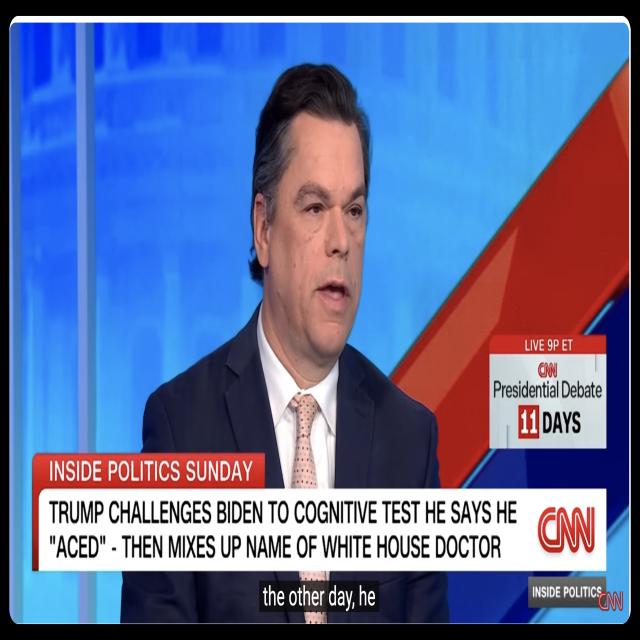 LIVE 9P ET
CNN
Presidential Debate
11 DAYS
INSIDE POLITICS SUNDAY
TRUMP CHALLENGES BIDEN TO COGNITIVE TEST HE SAYS HE
"ACED" - THEN MIXES UP NAME OF WHITE HOUSE DOCTOR
CNN
the other day, he
INSIDE POLITICS
CNN